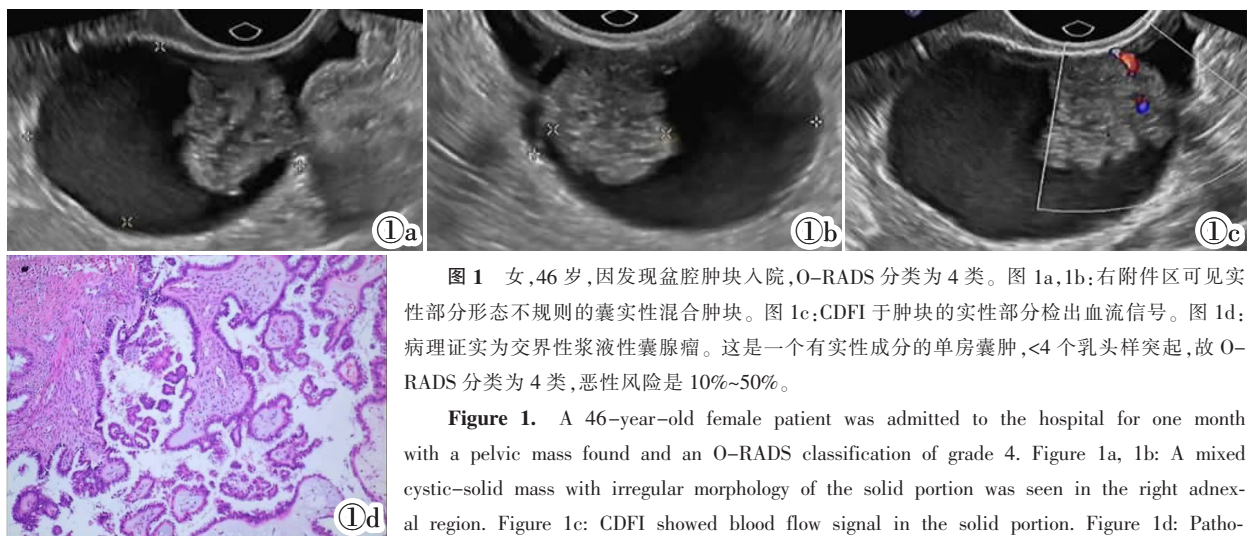 ①a
①b
①c
①d
图 1 女,46 岁,因发现盆腔肿块入院,O-RADS 分类为 4 类。图 1a,1b:右附件区可见实
性部分形态不规则的囊实性混合肿块。图 1c:CDFI 于肿块的实性部分检出血流信号。图 1d:
病理证实为交界性浆液性囊腺瘤。这是一个有实性成分的单房囊肿,<4 个乳头样突起,故 O-
RADS 分类为 4 类,恶性风险是 10%~50%。
Figure 1. A 46-year-old female patient was admitted to the hospital for one month
with a pelvic mass found and an O-RADS classification of grade 4. Figure 1a, 1b: A mixed
cystic-solid mass with irregular morphology of the solid portion was seen in the right adnex-
al region. Figure 1c: CDFI showed blood flow signal in the solid portion. Figure 1d: Patho-